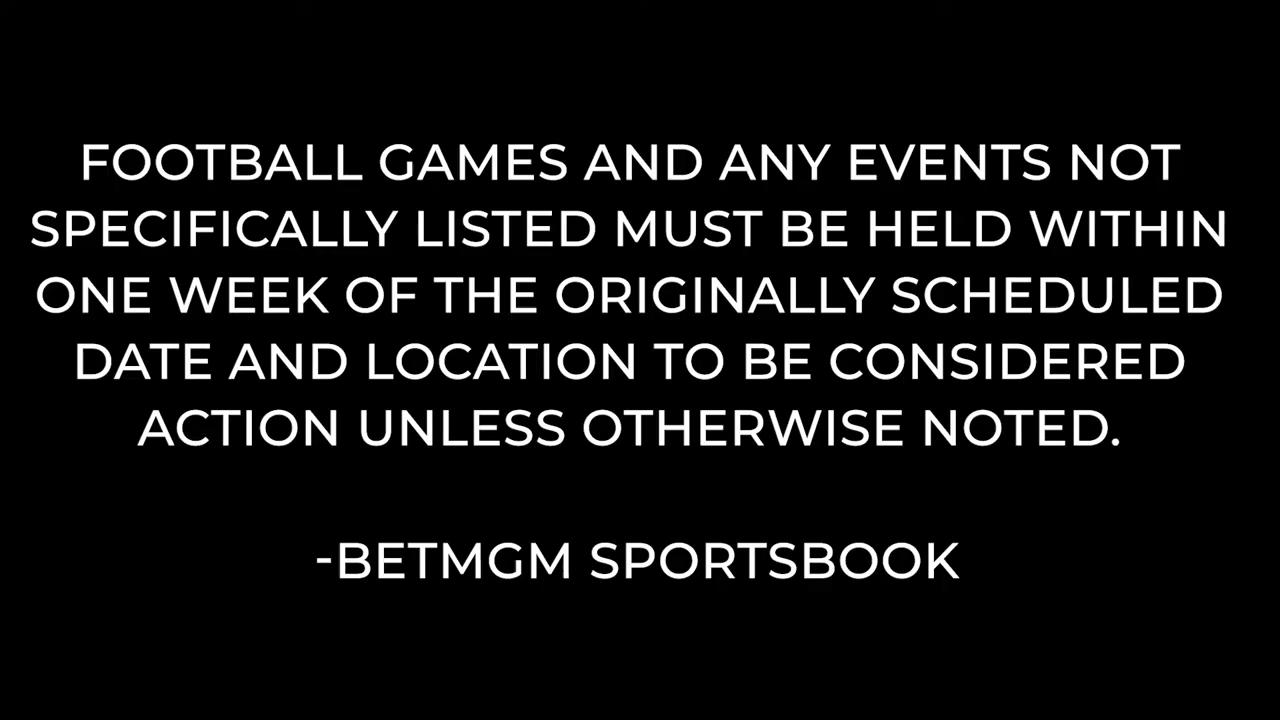 FOOTBALL GAMES AND ANY EVENTS NOT
SPECIFICALLY LISTED MUST BE HELD WITHIN
ONE WEEK OF THE ORIGINALLY SCHEDULED
DATE AND LOCATION TO BE CONSIDERED
ACTION UNLESS OTHERWISE NOTED.
-BETMGM SPORTSBOOK